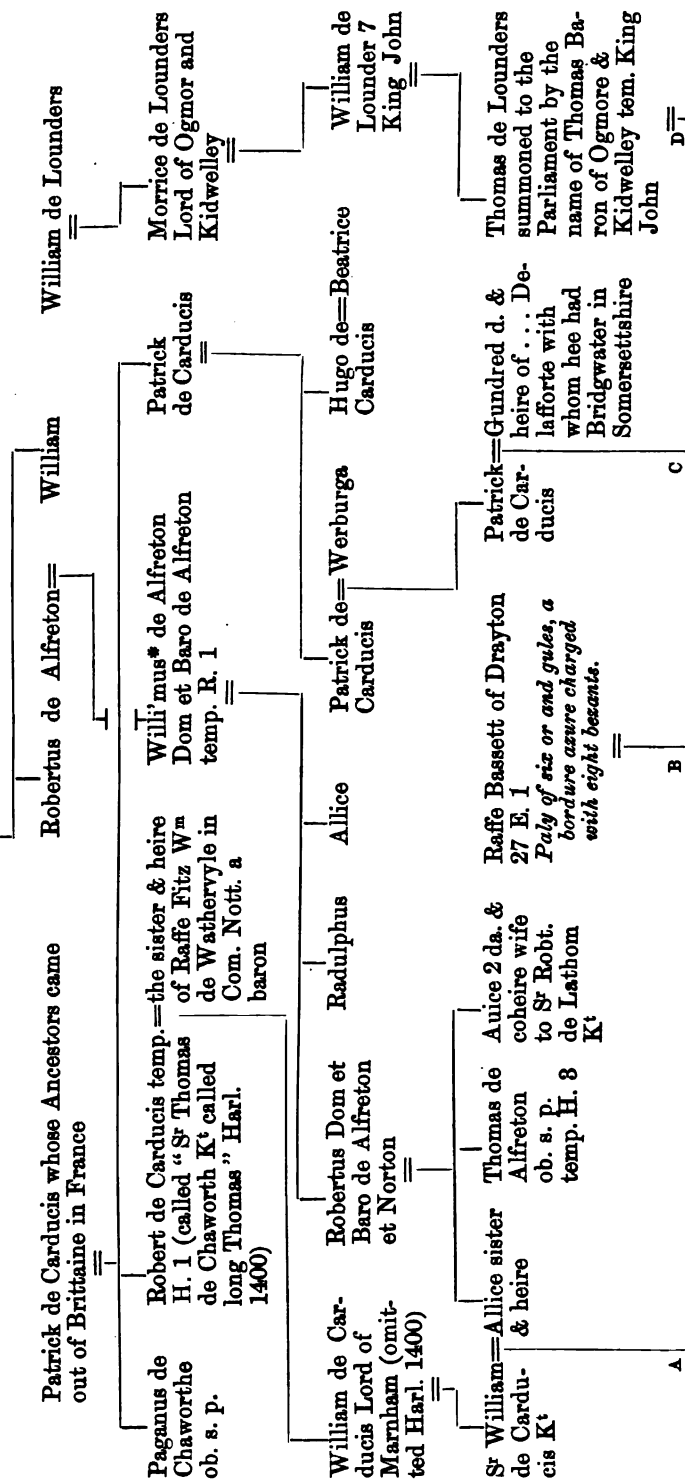 Patrick de Carducis whose Ancestors came
out of Brittaine in France
Robertus de Alfreton=
William
William de Lounders
Paganus de
Chaworthe
ob. s. p.
Robert de Carducis temp.=the sister & heire
H. 1 (called “Sr Thomas
de Chaworth Kt called
long Thomas” Harl.
1400)
of Raffe Fitz Wm
de Wathervyle in
Com. Nott. a
baron
Willi'mus* de Alfreton
Dom et Baro de Alfreton
temp. R. 1
Patrick
de Carducis
Morrice de Lounders
Lord of Ogmor and
Kidwelley
William de Car-
ducis Lord of
Marnham (omit-
ted Harl. 1400)
Robertus Dom et
Baro de Alfreton
et Norton
Radulphus
Allice
Patrick de=Werburga
Carducis
Hugo de=Beatrice
Carducis
William de
Lounder 7
King John
Sr William=Allice sister
de Cardu-
cis Kt
& heire
Thomas de
Alfreton
ob. s. p.
temp. H. 3
Auice 2 da. &
coheire wife
to Sr Robt.
de Lathom
Kt
Raffe Bassett of Drayton
27 E. 1
Paly of six or and gules, a
bordure azure charged
with eight bezants.
Patrick=Gundred d. &
de Car-
ducis
heire of ... De-
lafforte with
whom hee had
Bridgwater in
Somersettshire
Thomas de Lounders
summoned to the
Parliament by the
name of Thomas Ba-
ron of Ogmore &
Kidwelley tem. King
John
A
B
C
D